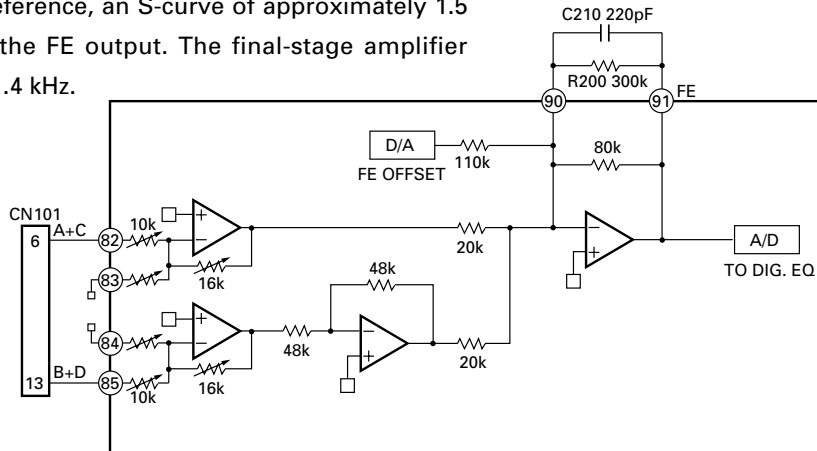 eference, an S-curve of approximately 1.5
the FE output. The final-stage amplifier
.4 kHz.
C210 220pF
R200 300k
90
91
FE
D/A
110k
FE OFFSET
80k
CN101
6
A+C
82
10k
+
−
20k
−
+
A/D
TO DIG. EQ
83
16k
48k
84
+
−
48k
−
+
20k
13
B+D
85
10k
16k